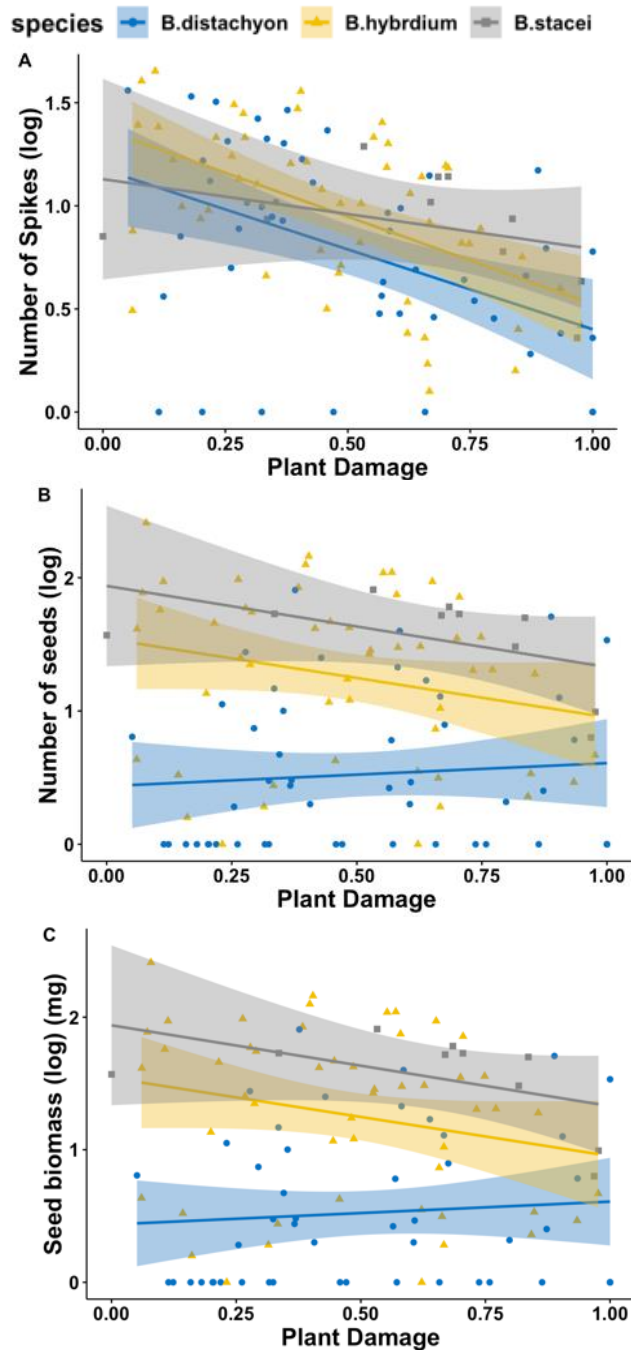 species B.distachyon B.hybrdium B.stacei
A
Number of Spikes (log)
1.5
1.0
0.5
0.0
0.00 0.25 0.50 0.75 1.00
Plant Damage
B
Number of seeds (log)
2
1
0
0.00 0.25 0.50 0.75 1.00
Plant Damage
C
Seed biomass (log) (mg)
2
1
0
0.00 0.25 0.50 0.75 1.00
Plant Damage